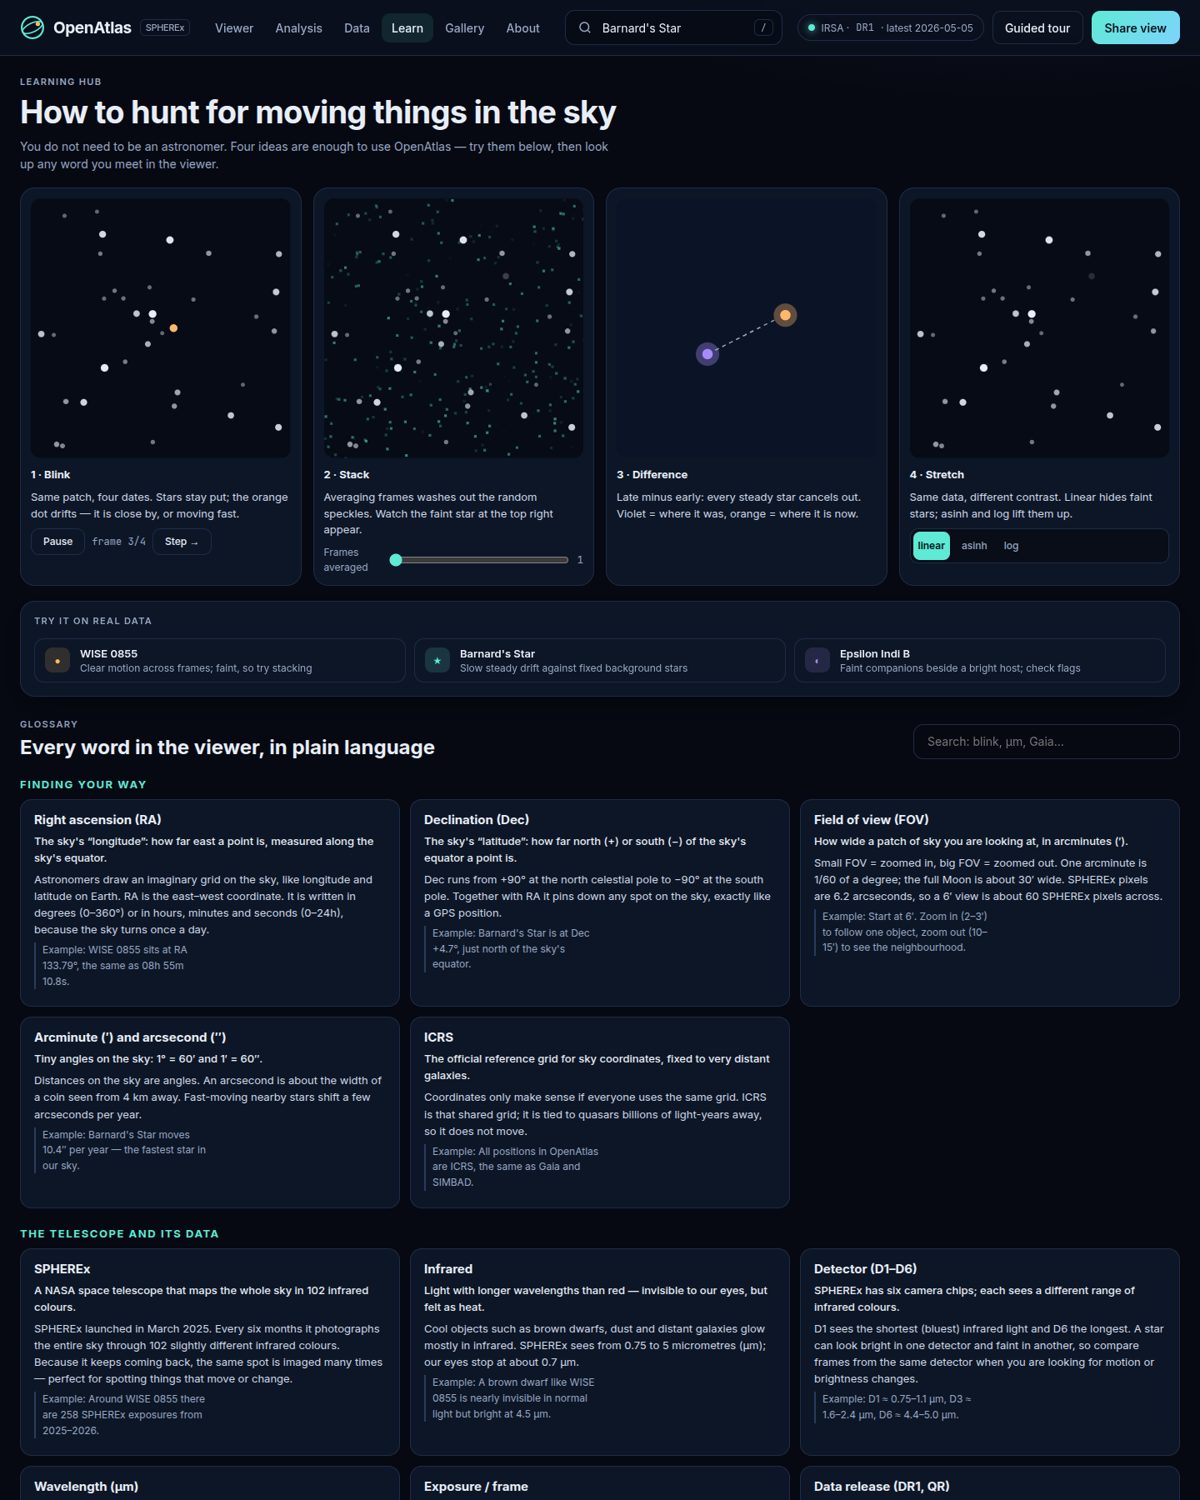 OpenAtlas SPHEREx Viewer Analysis Data Learn Gallery About Barnard's Star / IRSA · DR1 · latest 2026-05-05 Guided tour Share view
LEARNING HUB
How to hunt for moving things in the sky
You do not need to be an astronomer. Four ideas are enough to use OpenAtlas — try them below, then look
up any word you meet in the viewer.
1 · Blink
Same patch, four dates. Stars stay put; the orange
dot drifts — it is close by, or moving fast.
Pause frame 3/4 Step →
2 · Stack
Averaging frames washes out the random
speckles. Watch the faint star at the top right
appear.
Frames
averaged
1
3 · Difference
Late minus early: every steady star cancels out.
Violet = where it was, orange = where it is now.
4 · Stretch
Same data, different contrast. Linear hides faint
stars; asinh and log lift them up.
linear asinh log
TRY IT ON REAL DATA
WISE 0855
Clear motion across frames; faint, so try stacking
Barnard's Star
Slow steady drift against fixed background stars
Epsilon Indi B
Faint companions beside a bright host; check flags
GLOSSARY
Every word in the viewer, in plain language
Search: blink, µm, Gaia...
FINDING YOUR WAY
Right ascension (RA)
The sky's “longitude”: how far east a point is, measured along the
sky's equator.
Astronomers draw an imaginary grid on the sky, like longitude and
latitude on Earth. RA is the east–west coordinate. It is written in
degrees (0–360°) or in hours, minutes and seconds (0–24h),
because the sky turns once a day.
Example: WISE 0855 sits at RA
133.79°, the same as 08h 55m
10.8s.
Declination (Dec)
The sky's “latitude”: how far north (+) or south (−) of the sky's
equator a point is.
Dec runs from +90° at the north celestial pole to −90° at the south
pole. Together with RA it pins down any spot on the sky, exactly like
a GPS position.
Example: Barnard's Star is at Dec
+4.7°, just north of the sky's
equator.
Field of view (FOV)
How wide a patch of sky you are looking at, in arcminutes (′).
Small FOV = zoomed in, big FOV = zoomed out. One arcminute is
1/60 of a degree; the full Moon is about 30′ wide. SPHEREx pixels
are 6.2 arcseconds, so a 6′ view is about 60 SPHEREx pixels across.
Example: Start at 6′. Zoom in (2–3′)
to follow one object, zoom out (10–
15′) to see the neighbourhood.
Arcminute (′) and arcsecond (″)
Tiny angles on the sky: 1° = 60′ and 1′ = 60″.
Distances on the sky are angles. An arcsecond is about the width of
a coin seen from 4 km away. Fast-moving nearby stars shift a few
arcseconds per year.
Example: Barnard's Star moves
10.4″ per year — the fastest star in
our sky.
ICRS
The official reference grid for sky coordinates, fixed to very distant
galaxies.
Coordinates only make sense if everyone uses the same grid. ICRS
is that shared grid; it is tied to quasars billions of light-years away,
so it does not move.
Example: All positions in OpenAtlas
are ICRS, the same as Gaia and
SIMBAD.
THE TELESCOPE AND ITS DATA
SPHEREx
A NASA space telescope that maps the whole sky in 102 infrared
colours.
SPHEREx launched in March 2025. Every six months it photographs
the entire sky through 102 slightly different infrared colours.
Because it keeps coming back, the same spot is imaged many times
— perfect for spotting things that move or change.
Example: Around WISE 0855 there
are 258 SPHEREx exposures from
2025–2026.
Infrared
Light with longer wavelengths than red — invisible to our eyes, but
felt as heat.
Cool objects such as brown dwarfs, dust and distant galaxies glow
mostly in infrared. SPHEREx sees from 0.75 to 5 micrometres (µm);
our eyes stop at about 0.7 µm.
Example: A brown dwarf like WISE
0855 is nearly invisible in normal
light but bright at 4.5 µm.
Detector (D1–D6)
SPHEREx has six camera chips; each sees a different range of
infrared colours.
D1 sees the shortest (bluest) infrared light and D6 the longest. A star
can look bright in one detector and faint in another, so compare
frames from the same detector when you are looking for motion or
brightness changes.
Example: D1 ≈ 0.75–1.1 µm, D3 ≈
1.6–2.4 µm, D6 ≈ 4.4–5.0 µm.
Wavelength (µm)
Exposure / frame
Data release (DR1, QR)